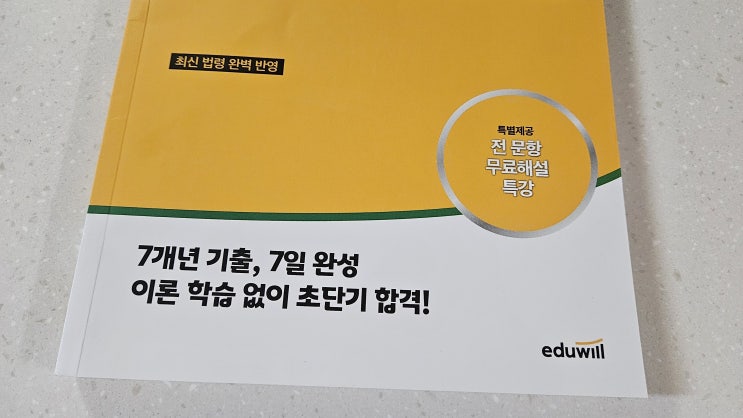 최신 법령 완벽 반영
특별제공
전 문항
무료해설
특강
7개년 기출, 7일 완성
이론 학습 없이 초단기 합격!
eduwill